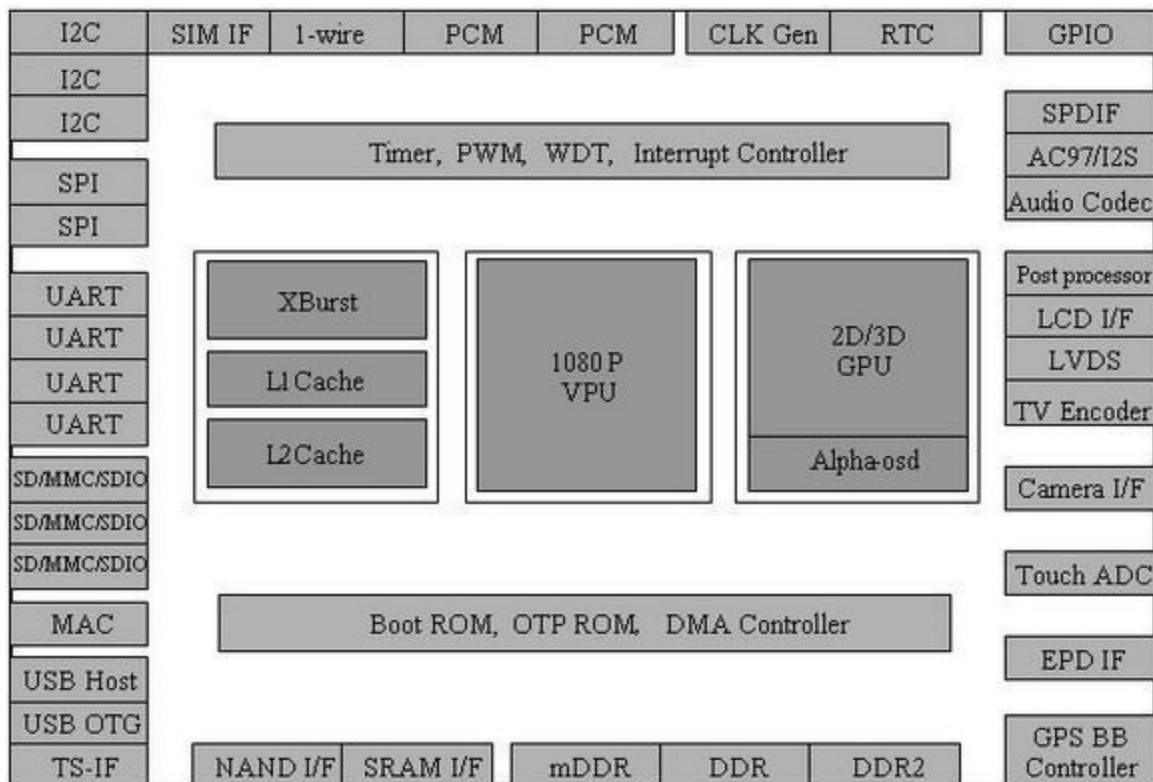 I2C
SIM IF
1-wire
PCM
PCM
CLK Gen
RTC
GPIO
I2C
I2C
SPI
SPI
UART
UART
UART
UART
SD/MMC/SDIO
SD/MMC/SDIO
SD/MMC/SDIO
MAC
USB Host
USB OTG
TS-IF
Timer, PWM, WDT, Interrupt Controller
XBurst
L1Cache
L2Cache
1080 P
VPU
2D/3D
GPU
Alpha-osd
Boot ROM, OTP ROM, DMA Controller
NAND I/F
SRAM I/F
mDDR
DDR
DDR2
SPDIF
AC97/I2S
Audio Codec
Post processor
LCD I/F
LVDS
TV Encoder
Camera I/F
Touch ADC
EPD IF
GPS BB
Controller